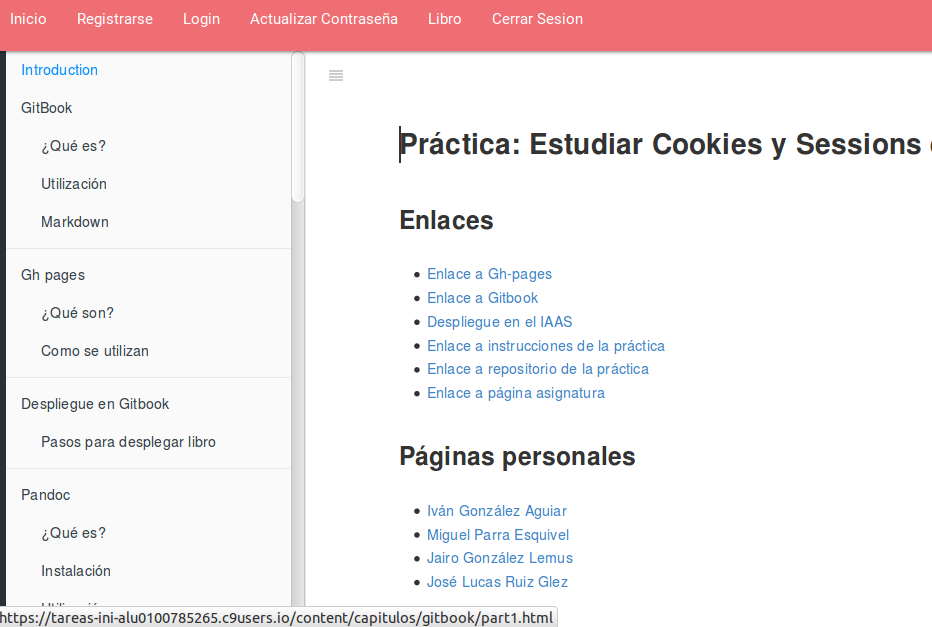 Inicio Registrarse Login Actualizar Contraseña Libro Cerrar Sesion
Introduction
GitBook
¿Qué es?
Utilización
Markdown
Gh pages
¿Qué son?
Como se utilizan
Despliegue en Gitbook
Pasos para desplegar libro
Pandoc
¿Qué es?
Instalación
Práctica: Estudiar Cookies y Sessions
Enlaces
Enlace a Gh-pages
Enlace a Gitbook
Despliegue en el IAAS
Enlace a instrucciones de la práctica
Enlace a repositorio de la práctica
Enlace a página asignatura
Páginas personales
Iván González Aguiar
Miguel Parra Esquivel
Jairo González Lemus
José Lucas Ruiz Glez
https://tareas-ini-alu0100785265.c9users.io/content/capitulos/gitbook/part1.html